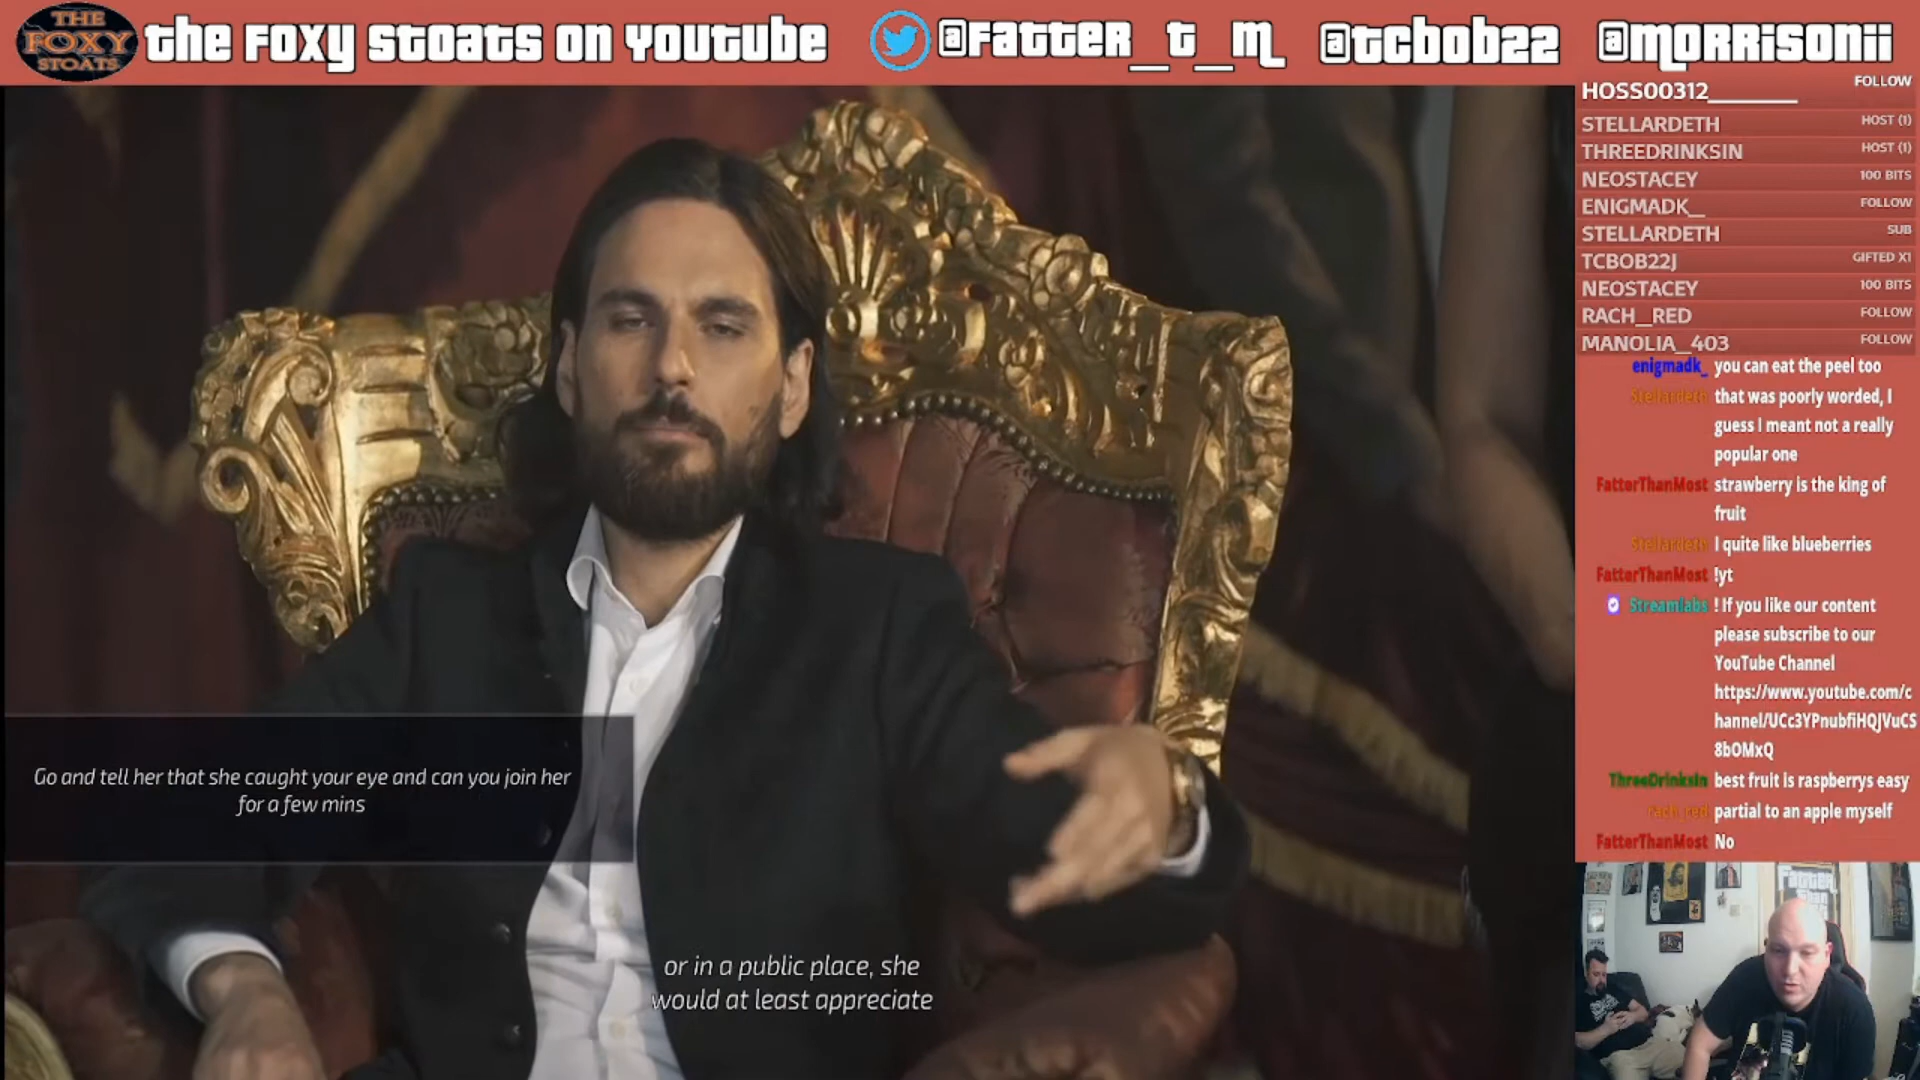 THE
FOXY
STOATS
the Foxy Stoats on Youtube
@Fatter_t_m
@tcbob22
@morrisonii
HOSS00312_______ FOLLOW
STELLARDETH HOST (1)
THREEDRINKSIN HOST (1)
NEOSTACEY 100 BITS
ENIGMADK_ FOLLOW
STELLARDETH SUB
TCBOB22J GIFTED X1
NEOSTACEY 100 BITS
RACH_RED FOLLOW
MANOLIA_403 FOLLOW
enigmadk_ you can eat the peel too
Stellardeth that was poorly worded, I
guess I meant not a really
popular one
FatterThanMost strawberry is the king of
fruit
Stellardeth I quite like blueberries
FatterThanMost !yt
Streamlabs ! If you like our content
please subscribe to our
YouTube Channel
https://www.youtube.com/c
hannel/UCc3YPnubfiHQJVuCS
8bOMxQ
ThreeDrinksIn best fruit is raspberrys easy
rach_red partial to an apple myself
FatterThanMost No
Go and tell her that she caught your eye and can you join her
for a few mins
or in a public place, she
would at least appreciate